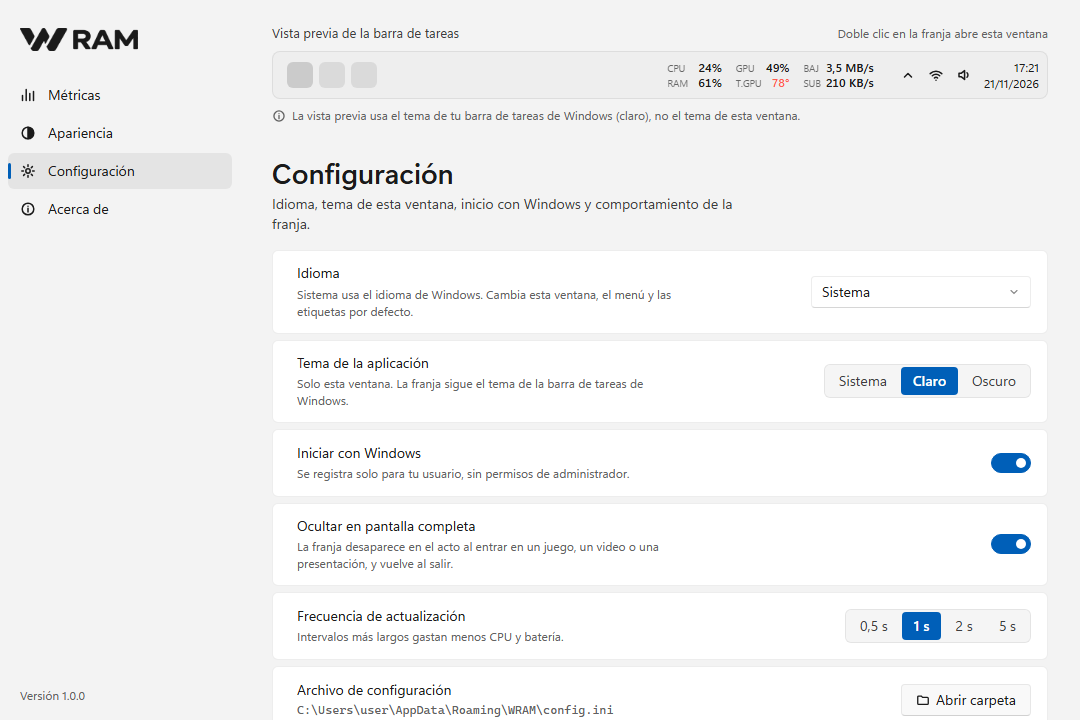 W RAM
Métricas
Apariencia
Configuración
Acerca de
Versión 1.0.0
Vista previa de la barra de tareas
Doble clic en la franja abre esta ventana
CPU 24% GPU 49% BAJ 3,5 MB/s
RAM 61% T.GPU 78° SUB 210 KB/s
17:21
21/11/2026
La vista previa usa el tema de tu barra de tareas de Windows (claro), no el tema de esta ventana.
Configuración
Idioma, tema de esta ventana, inicio con Windows y comportamiento de la
franja.
Idioma
Sistema usa el idioma de Windows. Cambia esta ventana, el menú y las
etiquetas por defecto.
Sistema
Tema de la aplicación
Solo esta ventana. La franja sigue el tema de la barra de tareas de
Windows.
Sistema Claro Oscuro
Iniciar con Windows
Se registra solo para tu usuario, sin permisos de administrador.
Ocultar en pantalla completa
La franja desaparece en el acto al entrar en un juego, un video o una
presentación, y vuelve al salir.
Frecuencia de actualización
Intervalos más largos gastan menos CPU y batería.
0,5 s 1 s 2 s 5 s
Archivo de configuración
C:\Users\user\AppData\Roaming\WRAM\config.ini
Abrir carpeta